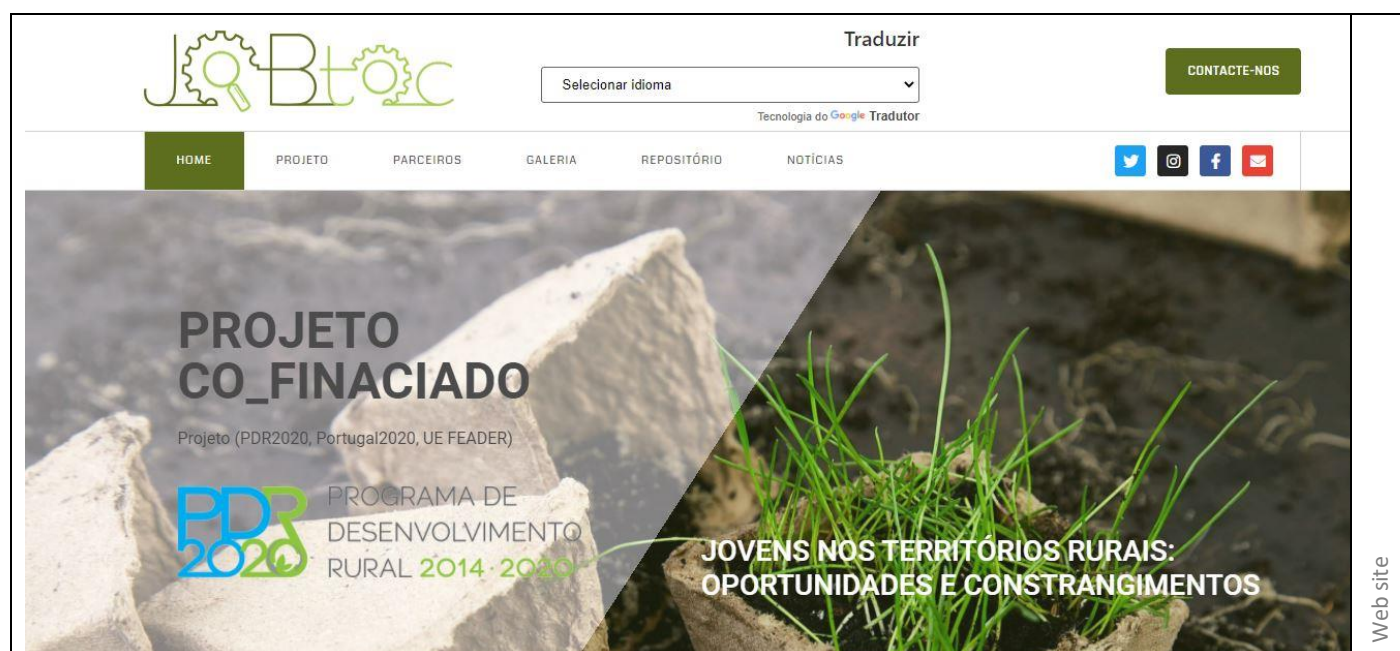 JOBtoc
Traduzir
Selecionar idioma
Tecnologia do Google Tradutor
CONTACTE-NOS
HOME PROJETO PARCEIROS GALERIA REPOSITÓRIO NOTÍCIAS
PROJETO
CO_FINACIADO
Projeto (PDR2020, Portugal2020, UE FEADER)
PDR
2020
PROGRAMA DE
DESENVOLVIMENTO
RURAL 2014 · 2020
JOVENS NOS TERRITÓRIOS RURAIS:
OPORTUNIDADES E CONSTRANGIMENTOS
Web site